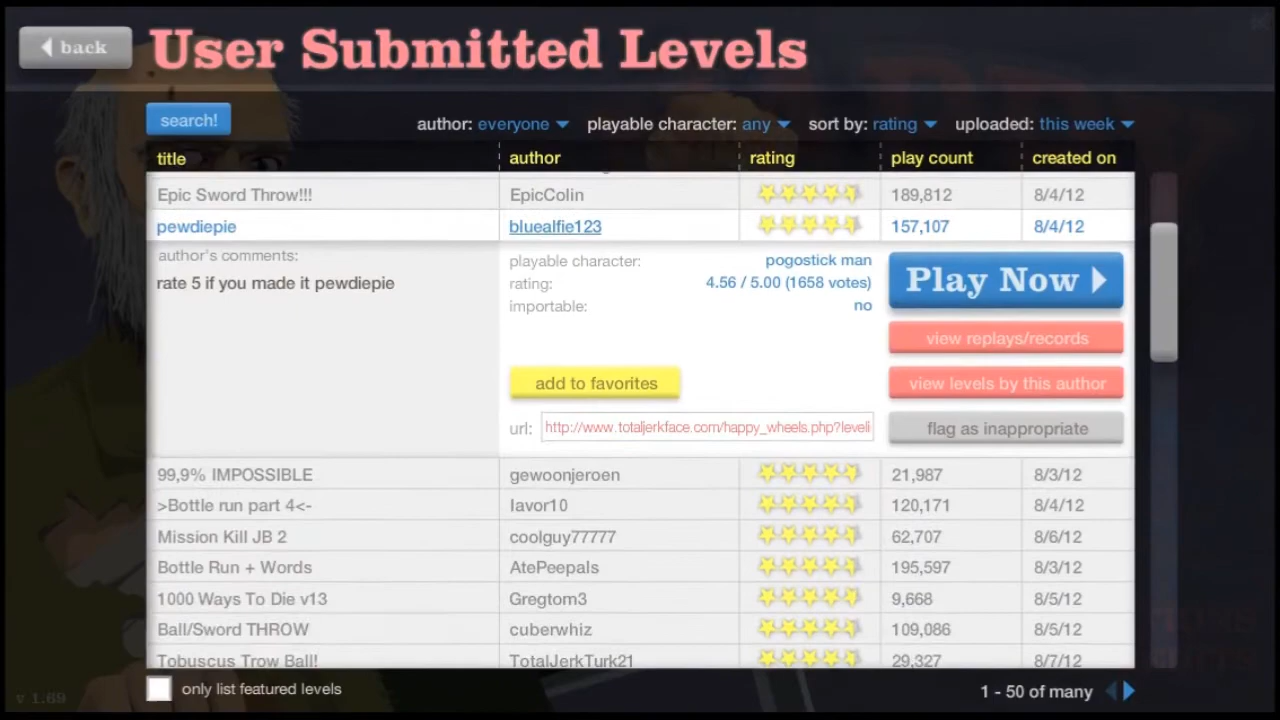 back
User Submitted Levels
search!
author: everyone playable character: any sort by: rating uploaded: this week
title author rating play count created on
Epic Sword Throw!!! EpicColin 189,812 8/4/12
pewdiepie bluealfie123 157,107 8/4/12
author's comments:
rate 5 if you made it pewdiepie
playable character: pogostick man
rating: 4.56 / 5.00 (1658 votes)
importable: no
Play Now
view replays/records
add to favorites
view levels by this author
url: http://www.totaljerkface.com/happy_wheels.php?leveli
flag as inappropriate
99,9% IMPOSSIBLE gewoonjeroen 21,987 8/3/12
>Bottle run part 4<- lavor10 120,171 8/4/12
Mission Kill JB 2 coolguy77777 62,707 8/6/12
Bottle Run + Words AtePeepals 195,597 8/3/12
1000 Ways To Die v13 Gregtom3 9,668 8/5/12
Ball/Sword THROW cuberwhiz 109,086 8/5/12
Tobuscus Trow Ball! TotalJerkTurk21 29,327 8/7/12
only list featured levels
1 - 50 of many
v 1.69